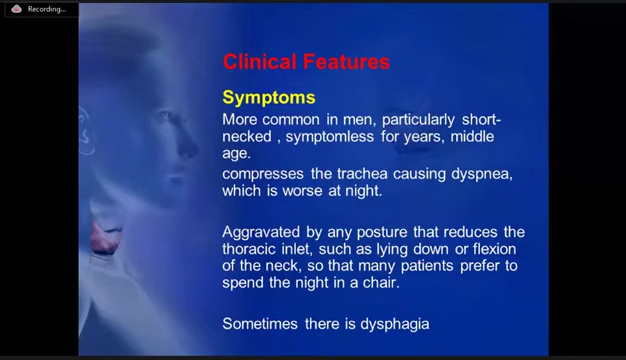 Recording...
Clinical Features
Symptoms
More common in men, particularly short-
necked , symptomless for years, middle
age.
compresses the trachea causing dyspnea,
which is worse at night.
Aggravated by any posture that reduces the
thoracic inlet, such as lying down or flexion
of the neck, so that many patients prefer to
spend the night in a chair.
Sometimes there is dysphagia